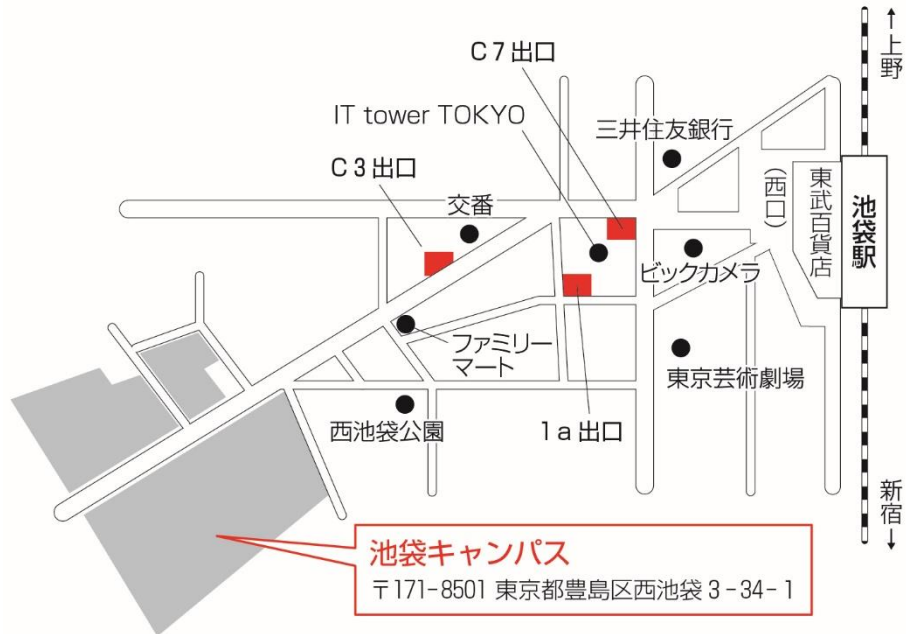 ↑上野
C7出口
IT tower TOKYO
三井住友銀行
C3出口
交番
(西口)
東武百貨店
池袋駅
ビックカメラ
ファミリー
マート
東京芸術劇場
西池袋公園
1a出口
新宿↓
池袋キャンパス
〒171-8501 東京都豊島区西池袋3-34-1